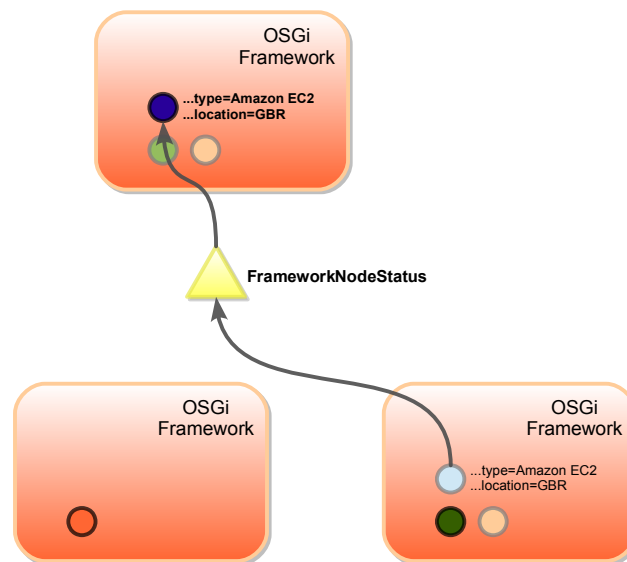 OSGi
Framework
...type=Amazon EC2
...location=GBR
FrameworkNodeStatus
OSGi
Framework
OSGi
Framework
...type=Amazon EC2
...location=GBR